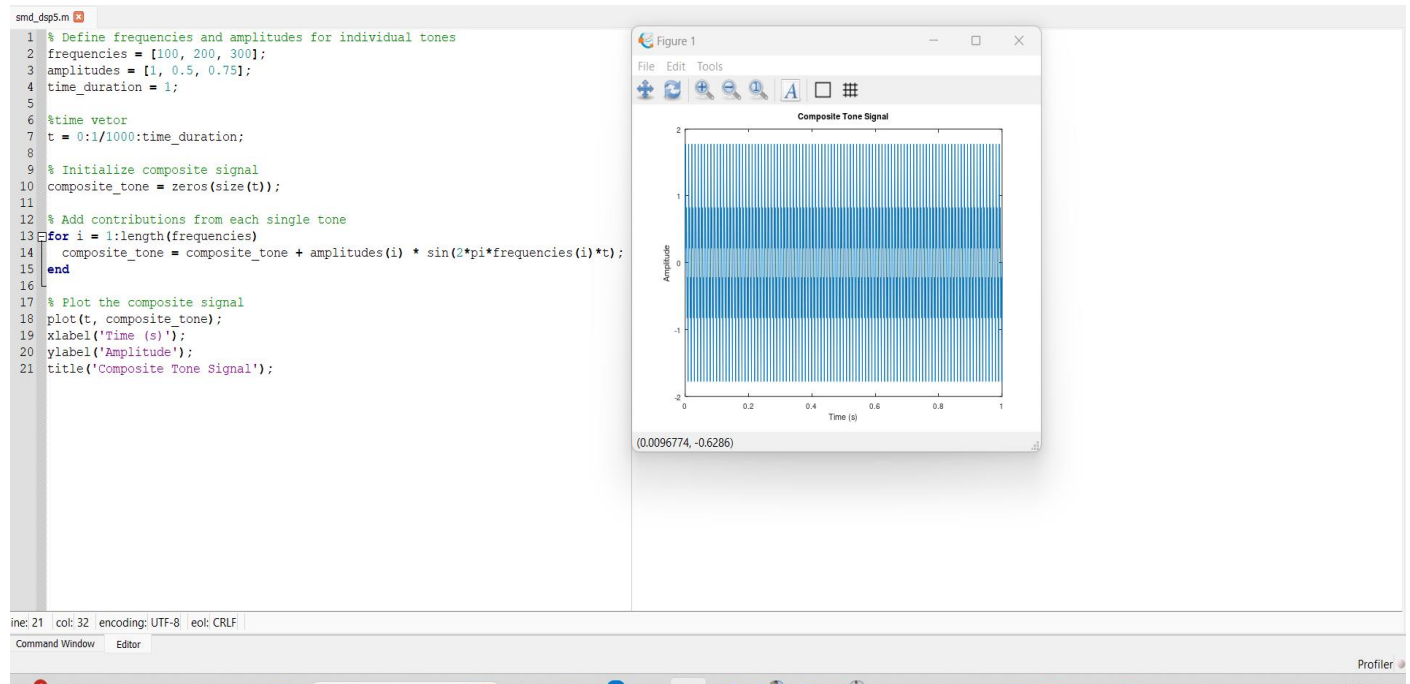 smd_dsp5.m
1 % Define frequencies and amplitudes for individual tones
2 frequencies = [100, 200, 300];
3 amplitudes = [1, 0.5, 0.75];
4 time_duration = 1;
5
6 %time vetor
7 t = 0:1/1000:time_duration;
8
9 % Initialize composite signal
10 composite_tone = zeros(size(t));
11
12 % Add contributions from each single tone
13 for i = 1:length(frequencies)
14 composite_tone = composite_tone + amplitudes(i) * sin(2*pi*frequencies(i)*t);
15 end
16
17 % Plot the composite signal
18 plot(t, composite_tone);
19 xlabel('Time (s)');
20 ylabel('Amplitude');
21 title('Composite Tone Signal');
Figure 1
File Edit Tools
A
Composite Tone Signal
2
1
0
-1
-2
Amplitude
0 0.2 0.4 0.6 0.8 1
Time (s)
(0.0096774, -0.6286)
ine: 21 col: 32 encoding: UTF-8 eol: CRLF
Command Window Editor
Profiler